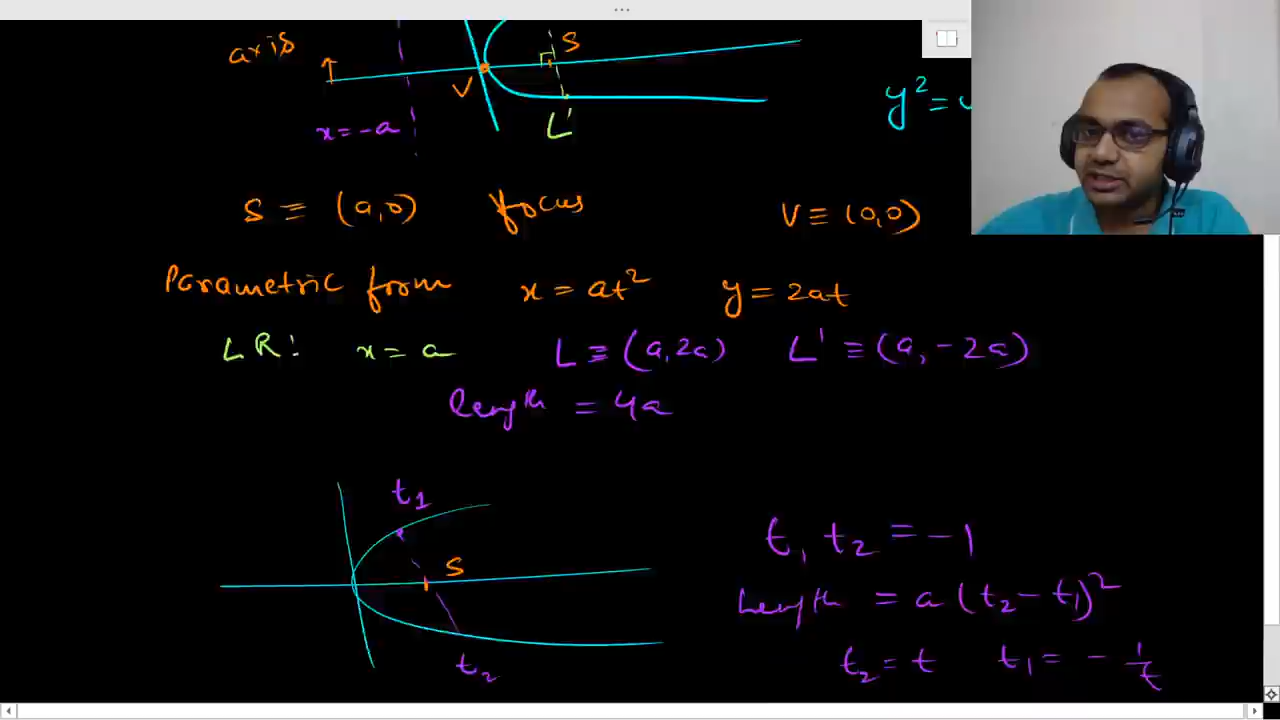 axis
S
V
L'
x = -a
y² =
S ≡ (a,0) focus V ≡ (0,0)
Parametric form x = at² y = 2at
LR: x = a L ≡ (a, 2a) L' ≡ (a, -2a)
length = 4a
t₁
S
t₂
t₁ t₂ = -1
Length = a (t₂ - t₁)²
t₂ = t t₁ = - 1/t